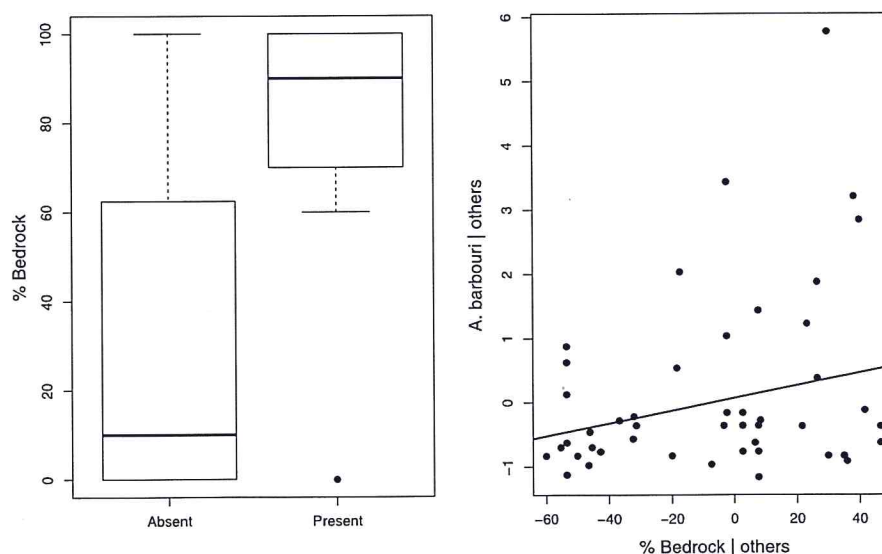 % Bedrock
100
80
60
40
20
0
Absent Present
A. barbouri | others
6
5
4
3
2
1
0
−1
−60 −40 −20 0 20 40
% Bedrock | others